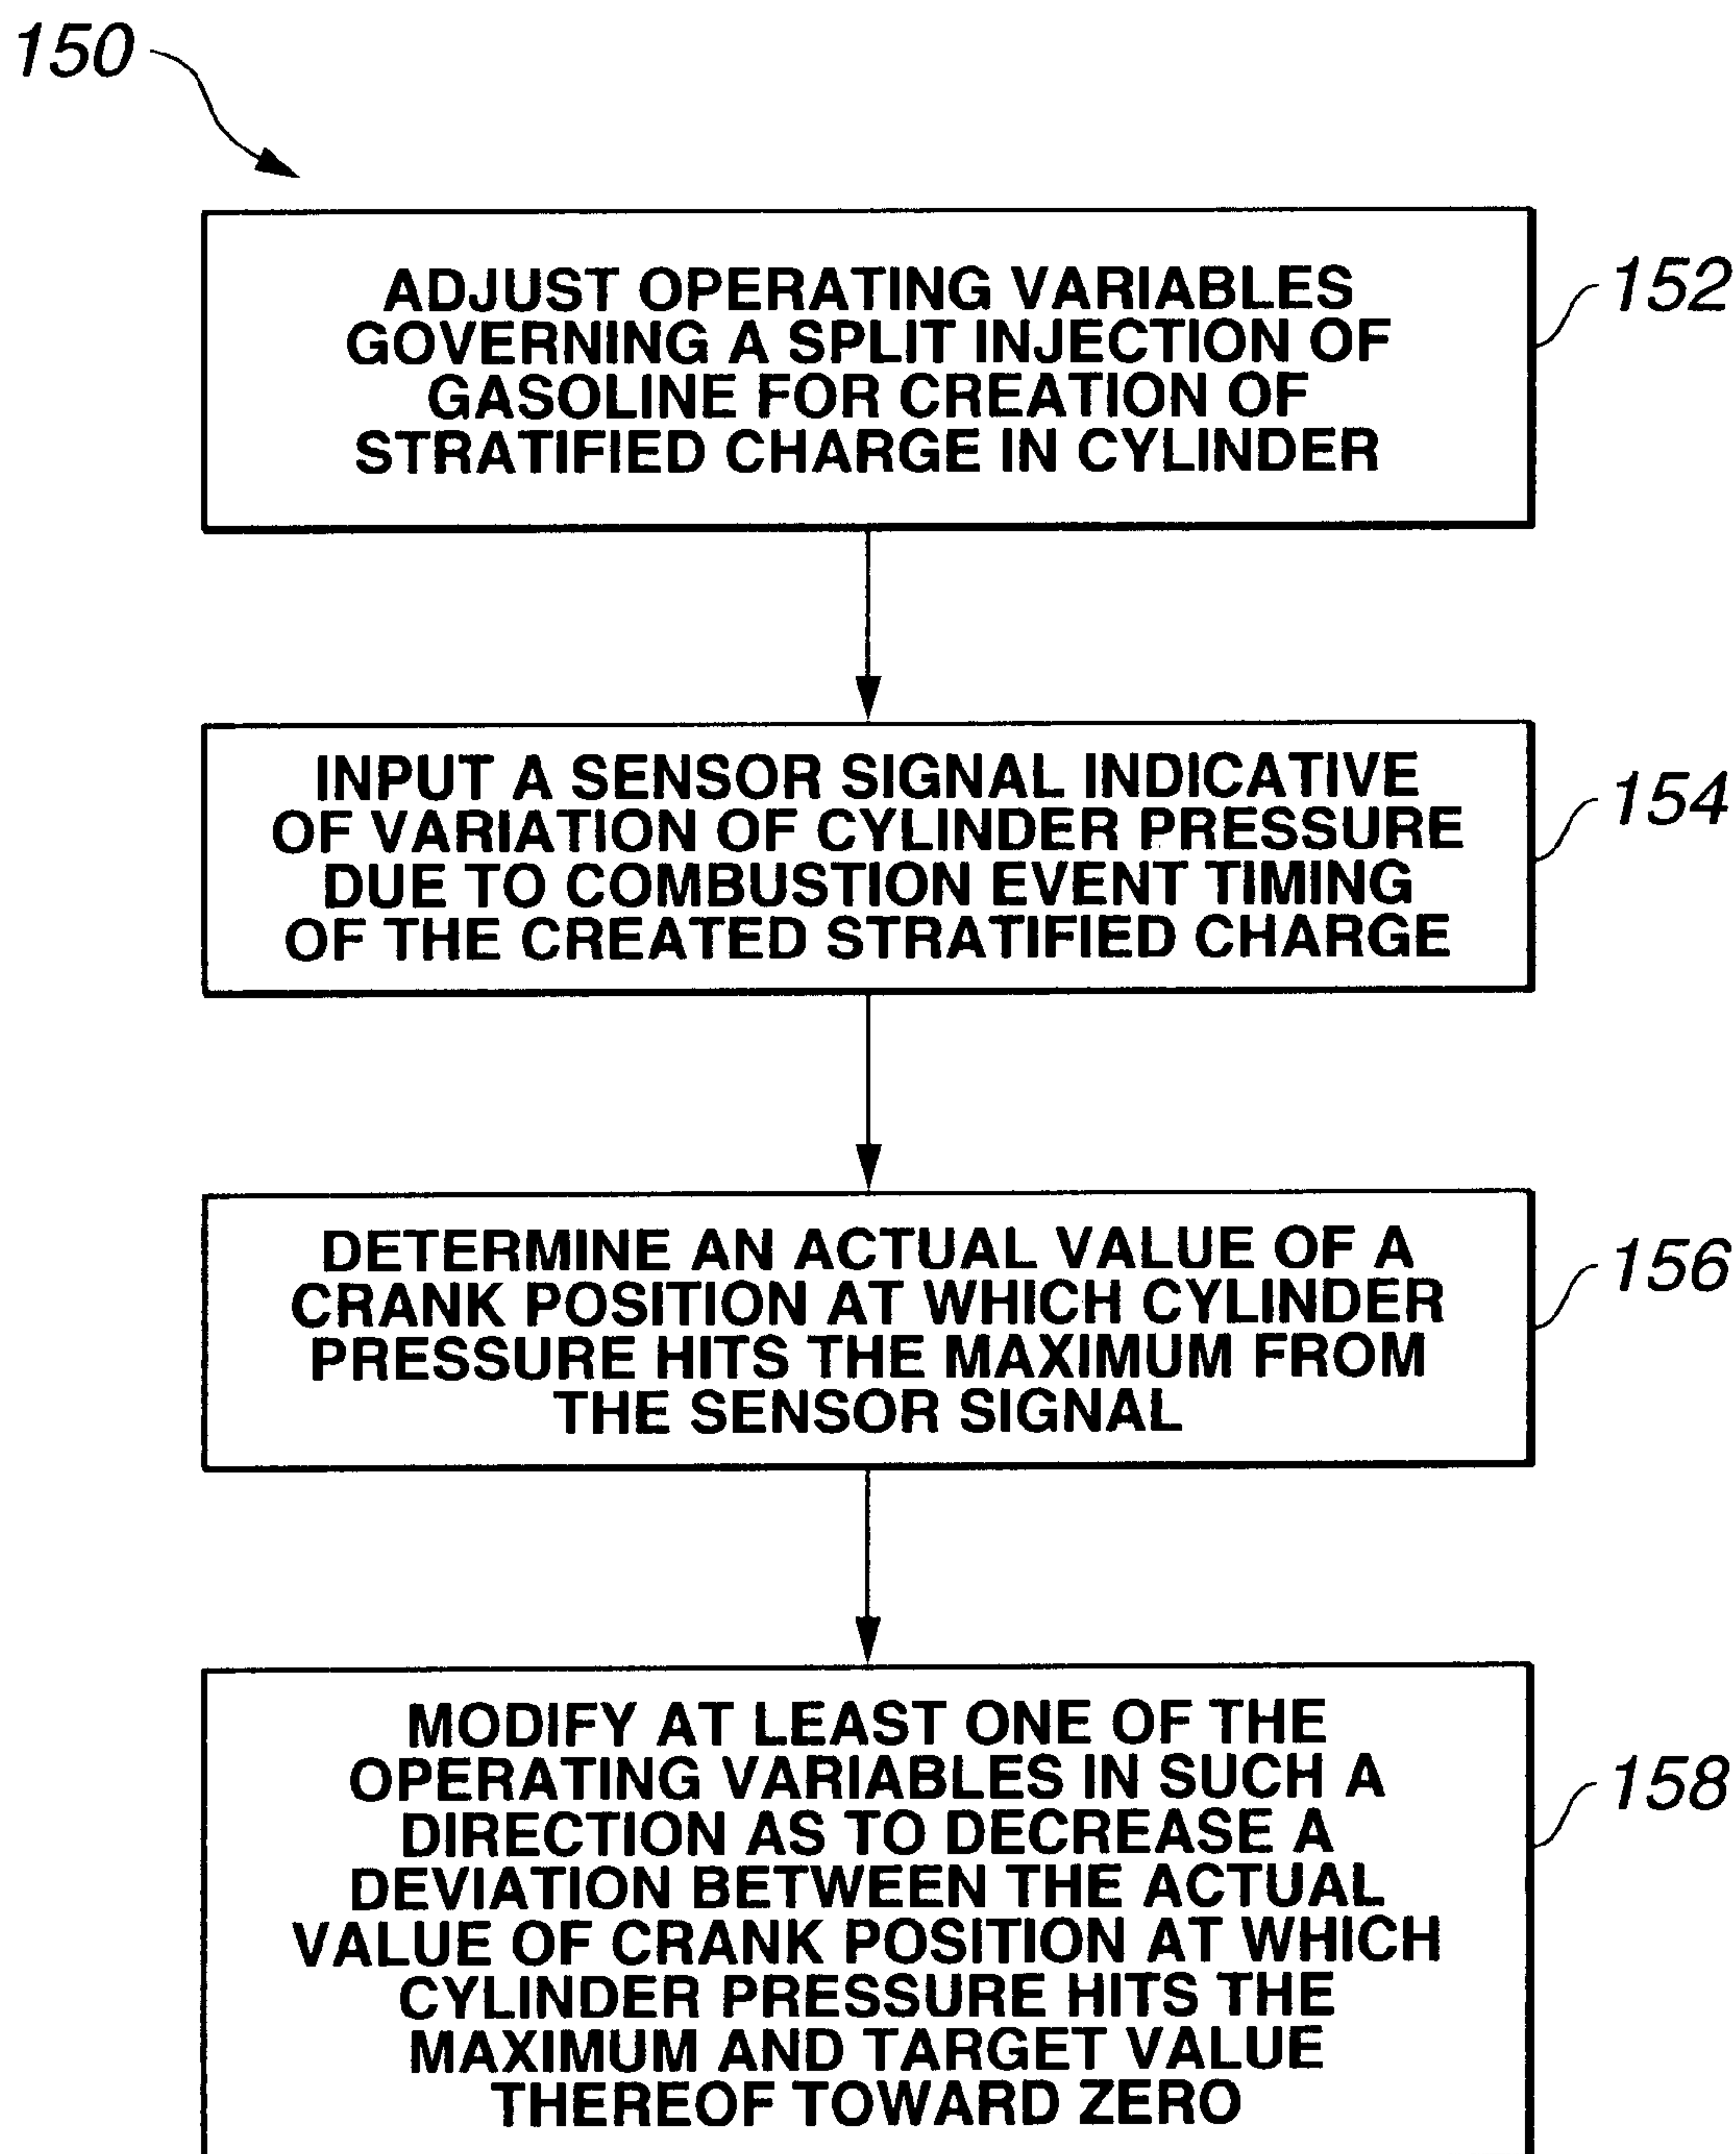 150
ADJUST OPERATING VARIABLES
GOVERNING A SPLIT INJECTION OF
GASOLINE FOR CREATION OF
STRATIFIED CHARGE IN CYLINDER
152
INPUT A SENSOR SIGNAL INDICATIVE
OF VARIATION OF CYLINDER PRESSURE
DUE TO COMBUSTION EVENT TIMING
OF THE CREATED STRATIFIED CHARGE
154
DETERMINE AN ACTUAL VALUE OF A
CRANK POSITION AT WHICH CYLINDER
PRESSURE HITS THE MAXIMUM FROM
THE SENSOR SIGNAL
156
MODIFY AT LEAST ONE OF THE
OPERATING VARIABLES IN SUCH A
DIRECTION AS TO DECREASE A
DEVIATION BETWEEN THE ACTUAL
VALUE OF CRANK POSITION AT WHICH
CYLINDER PRESSURE HITS THE
MAXIMUM AND TARGET VALUE
THEREOF TOWARD ZERO
158